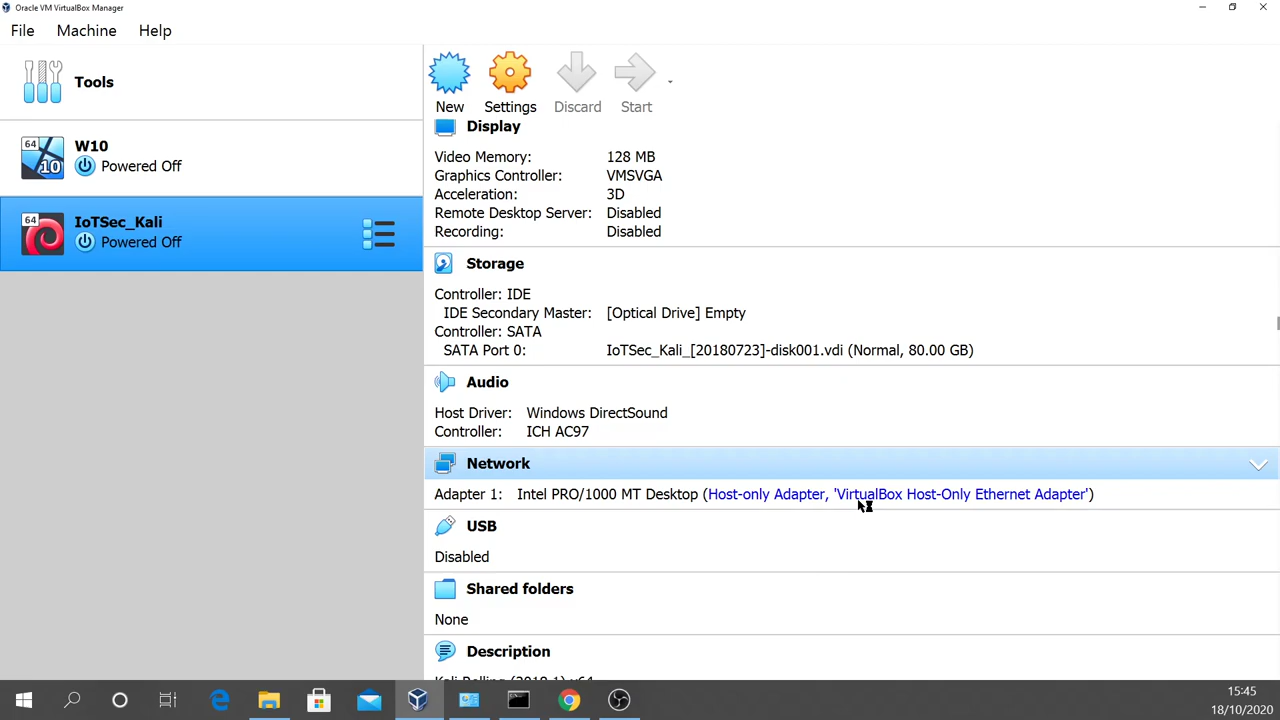 Oracle VM VirtualBox Manager
File Machine Help
Tools
New Settings Discard Start
64 10 W10
Powered Off
64 IoTSec_Kali
Powered Off
Display
Video Memory: 128 MB
Graphics Controller: VMSVGA
Acceleration: 3D
Remote Desktop Server: Disabled
Recording: Disabled
Storage
Controller: IDE
IDE Secondary Master: [Optical Drive] Empty
Controller: SATA
SATA Port 0: IoTSec_Kali_[20180723]-disk001.vdi (Normal, 80.00 GB)
Audio
Host Driver: Windows DirectSound
Controller: ICH AC97
Network
Adapter 1: Intel PRO/1000 MT Desktop (Host-only Adapter, 'VirtualBox Host-Only Ethernet Adapter')
USB
Disabled
Shared folders
None
Description
15:45
18/10/2020